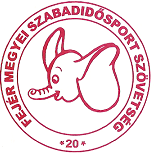 FEJÉR MEGYEI SZABADIDŐSPORT SZÖVETSÉG
*20*